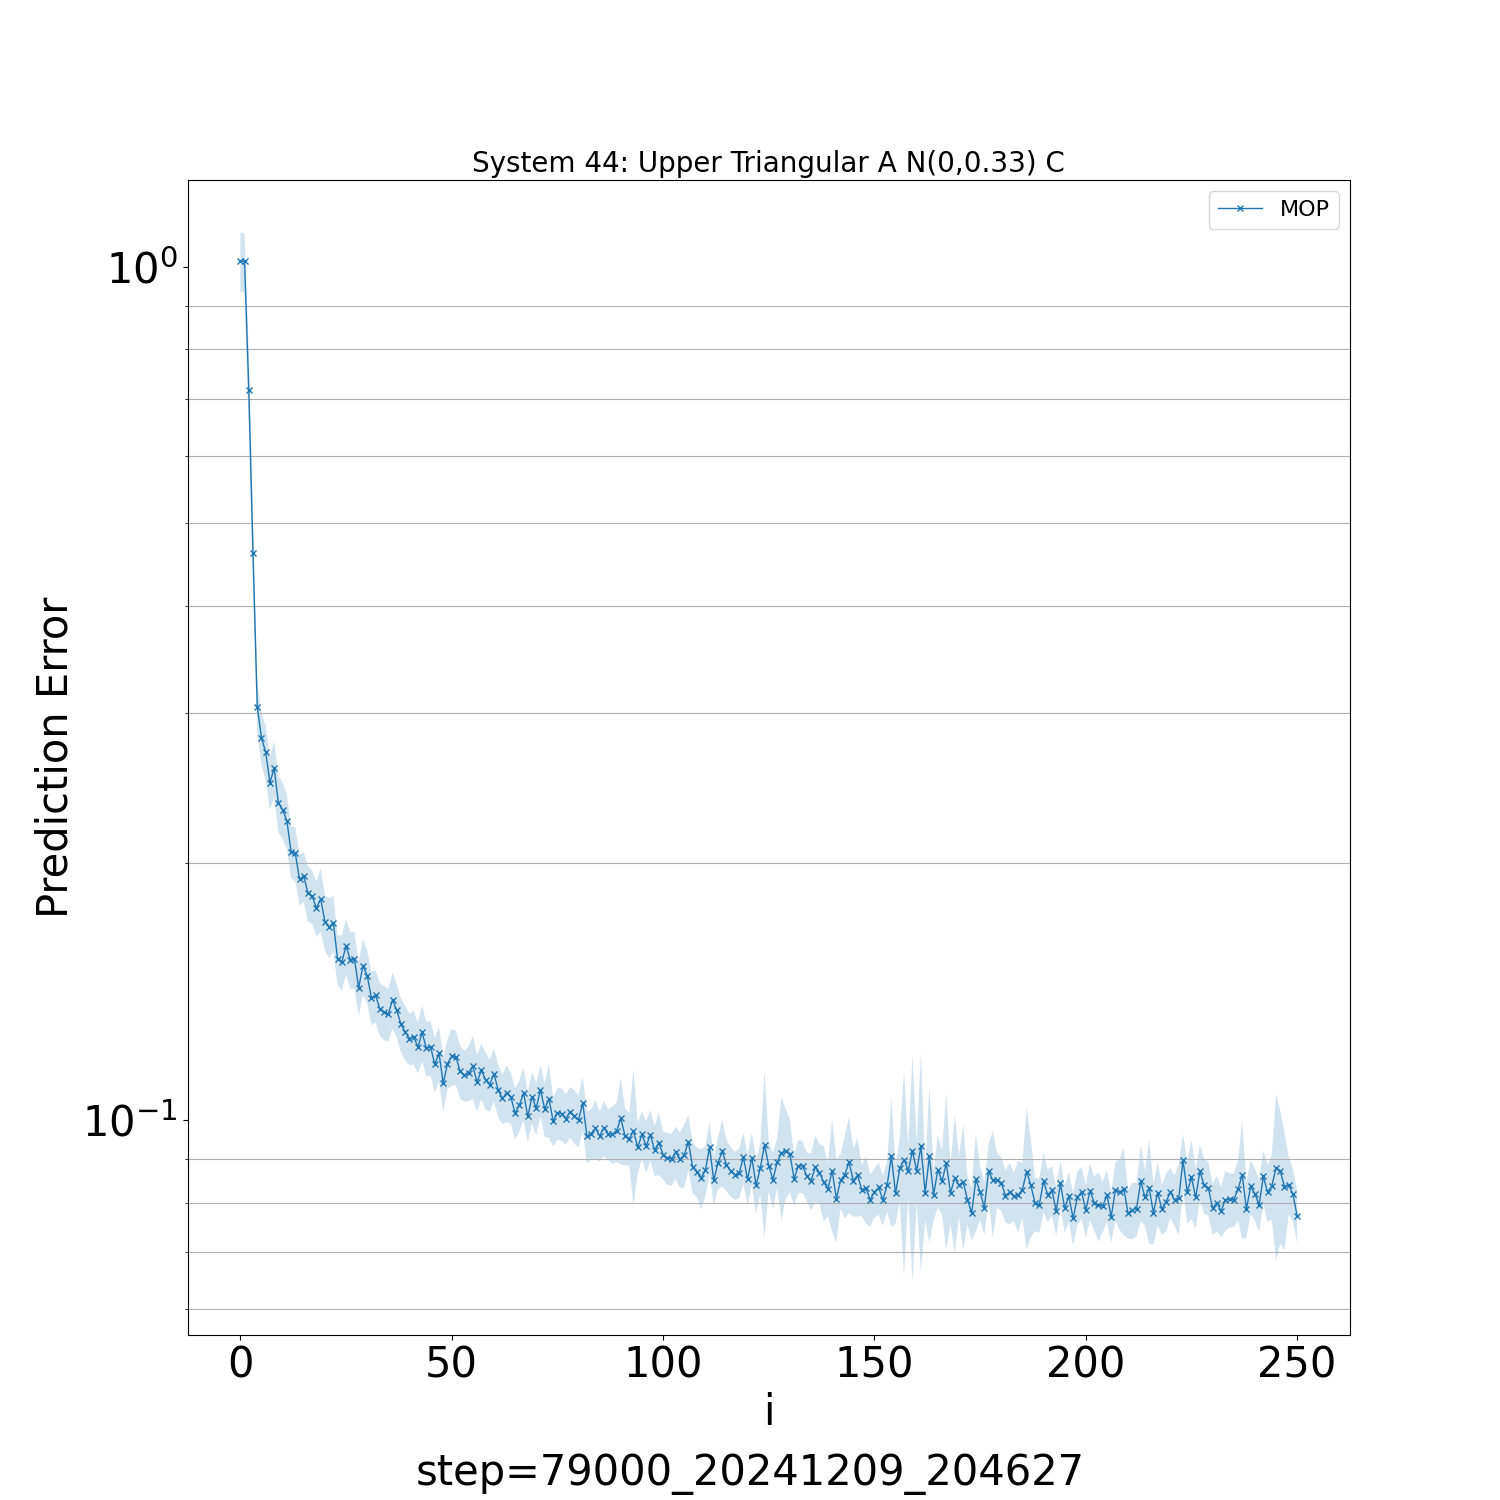 System 44: Upper Triangular A N(0,0.33) C
MOP
10⁰
10⁻¹
Prediction Error
0 50 100 150 200 250
i
step=79000_20241209_204627